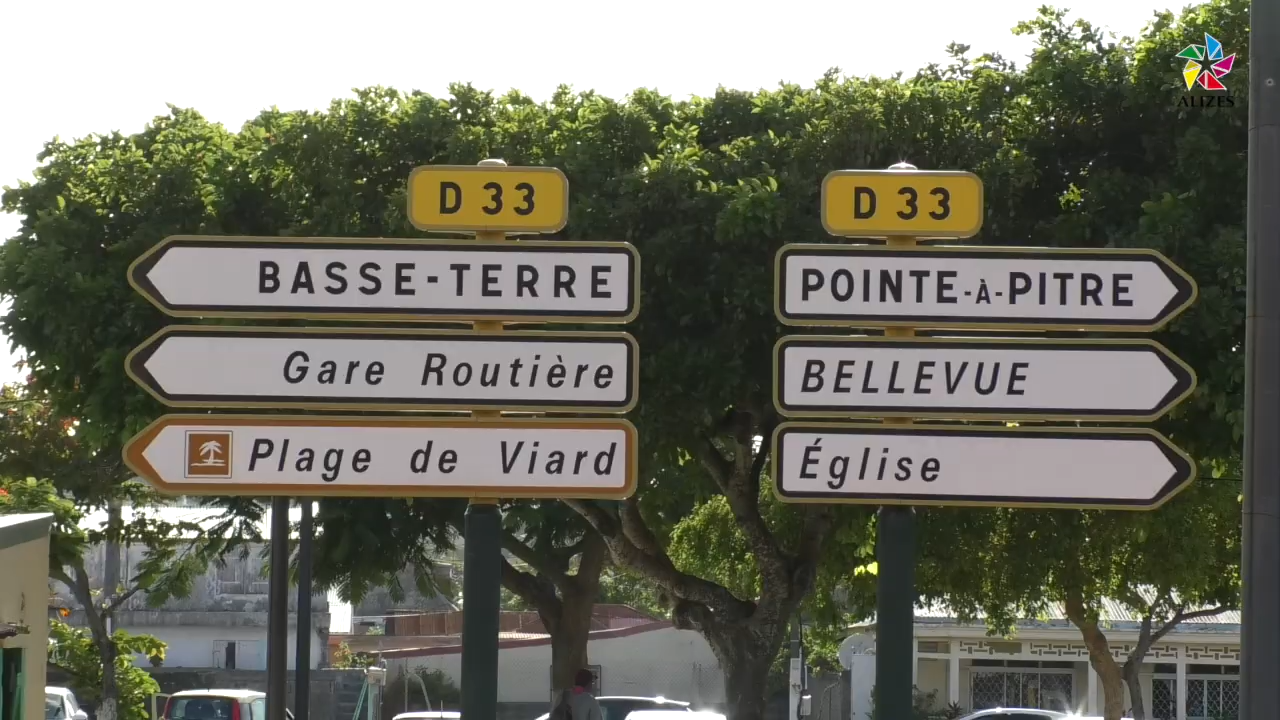 ALIZES
D 33
BASSE-TERRE
Gare Routière
Plage de Viard
D 33
POINTE-À-PITRE
BELLEVUE
Église